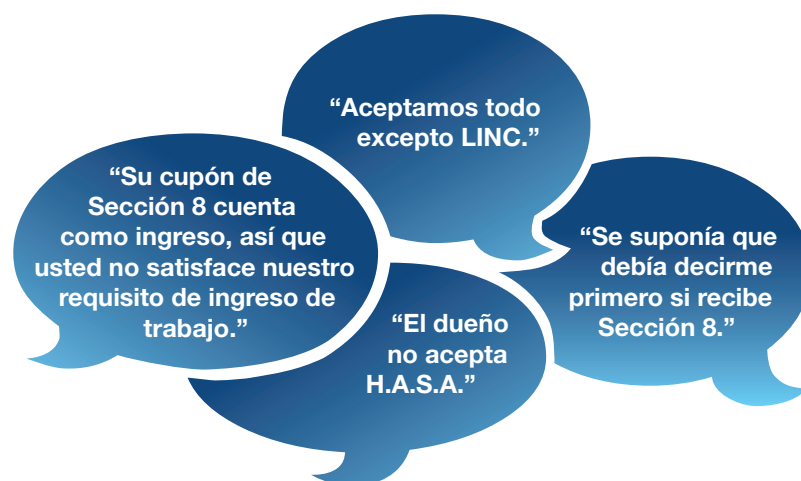 “Aceptamos todo
excepto LINC.”
“Su cupón de
Sección 8 cuenta
como ingreso, así que
usted no satisface nuestro
requisito de ingreso de
trabajo.”
“Se suponía que
debía decirme
primero si recibe
Sección 8.”
“El dueño
no acepta
H.A.S.A.”